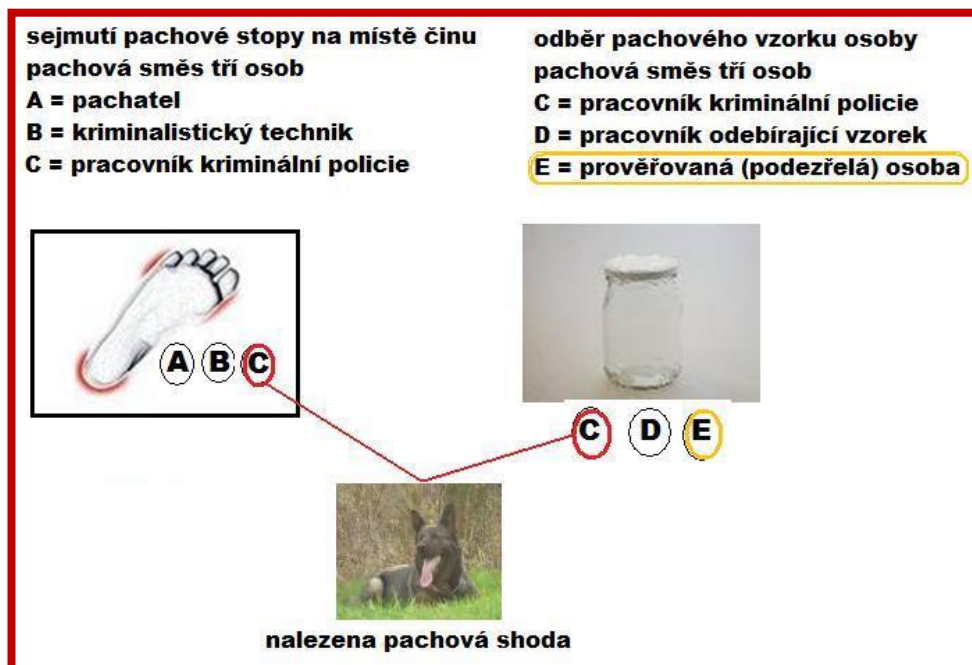 sejmutí pachové stopy na místě činu
pachová směs tří osob
A = pachatel
B = kriminalistický technik
C = pracovník kriminální policie
odběr pachového vzorku osoby
pachová směs tří osob
C = pracovník kriminální policie
D = pracovník odebírající vzorek
E = prověřovaná (podezřelá) osoba
A B C
C D E
nalezena pachová shoda